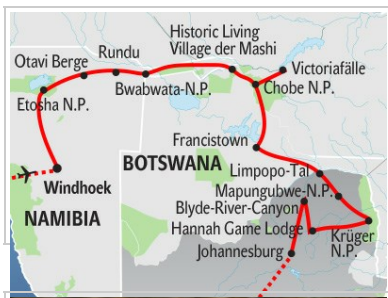 Historic Living
Village der Mashi
Rundu
Otavi Berge
Victoriafälle
Bwabwata-N.P.
Chobe N.P.
Etosha N.P.
Francistown
BOTSWANA
Limpopo-Tal
Windhoek
Mapungubwe-N.P.
Blyde-River-Canyon
NAMIBIA
Hannah Game Lodge
Krüger
N.P.
Johannesburg